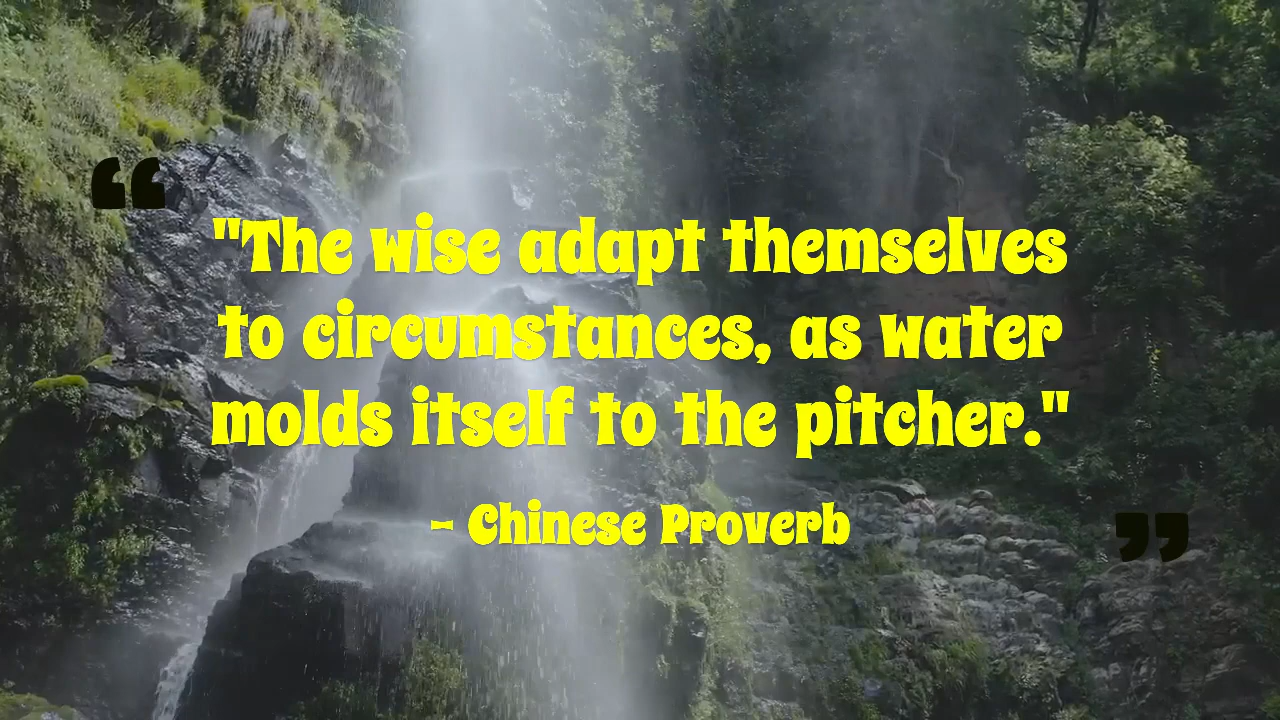 "The wise adapt themselves
to circumstances, as water
molds itself to the pitcher."
- Chinese Proverb